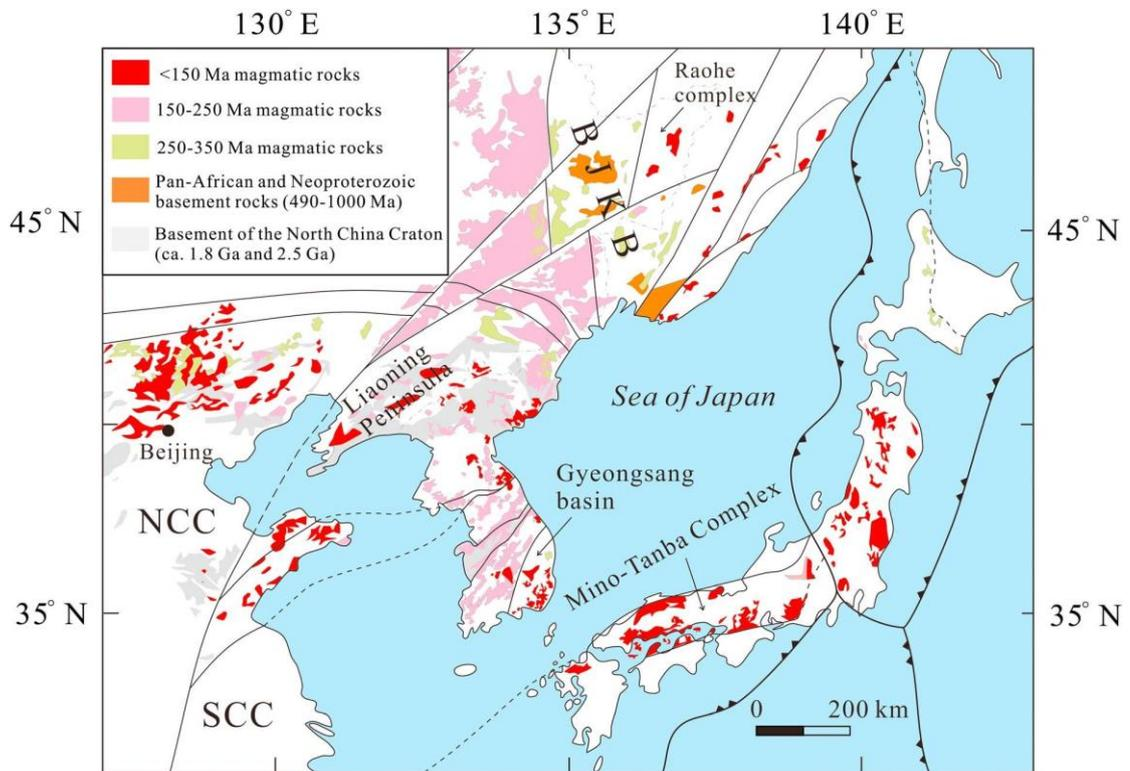 130° E 135° E 140° E
<150 Ma magmatic rocks
150-250 Ma magmatic rocks
250-350 Ma magmatic rocks
Pan-African and Neoproterozoic
basement rocks (490-1000 Ma)
Basement of the North China Craton
(ca. 1.8 Ga and 2.5 Ga)
Raohe
complex
BJKB
45° N 45° N
Liaoning
Peninsula
Sea of Japan
Beijing
Gyeongsang
basin
NCC
Mino-Tanba Complex
35° N 35° N
SCC
0 200 km